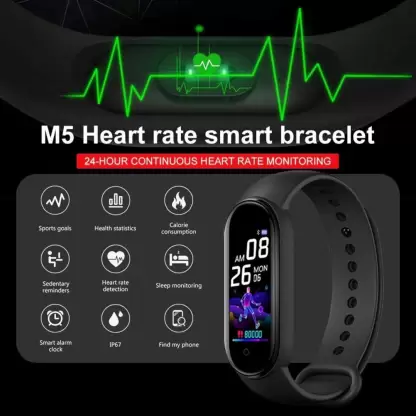 M5 Heart rate smart bracelet
24-HOUR CONTINUOUS HEART RATE MONITORING
Sports goals
Health statistics
Calorie
consumption
Sedentary
reminders
Heart rate
detection
Sleep monitoring
Smart alarm
clock
IP67
Find my phone
AM 08
26 26
MON
80000